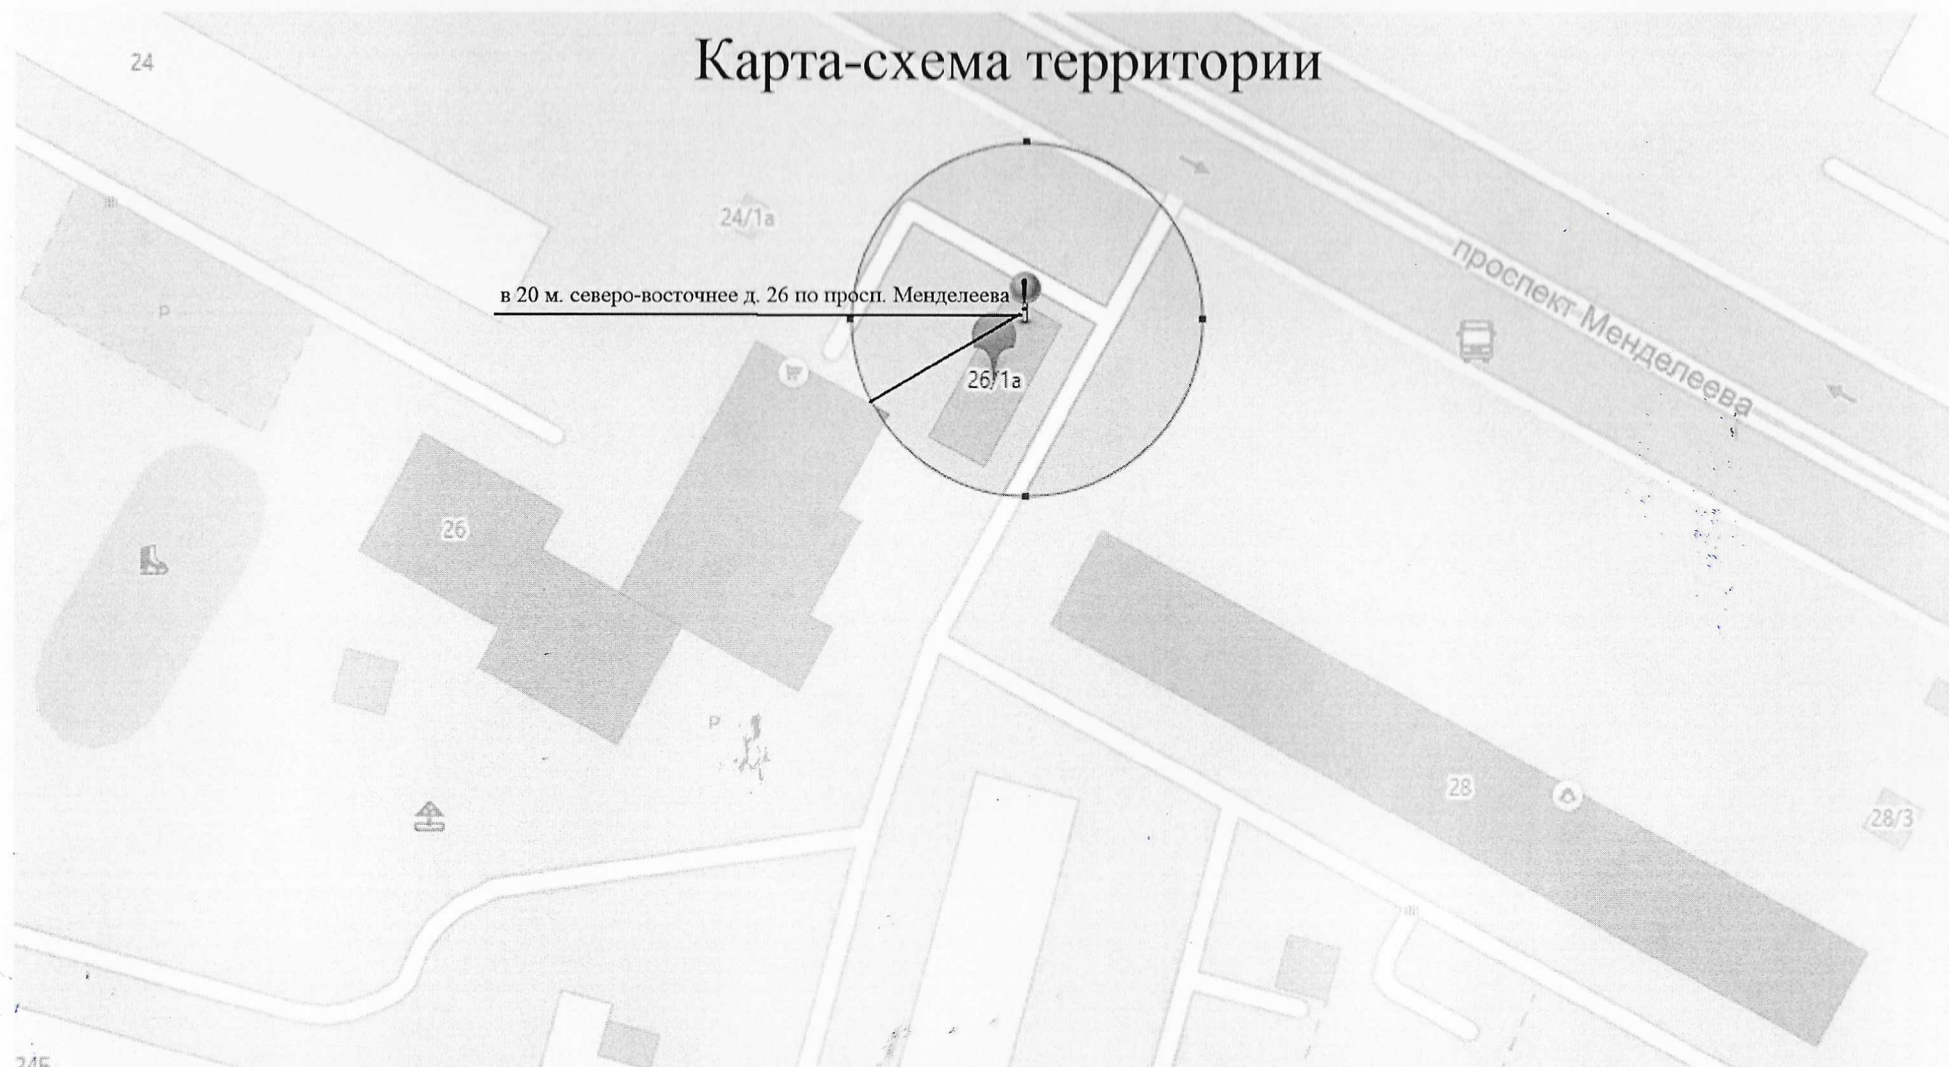 Карта-схема территории
24
24/1а
в 20 м. северо-восточнее д. 26 по просп. Менделеева
проспект Менделеева
P
26/1а
26
P
28
28/3
24Б